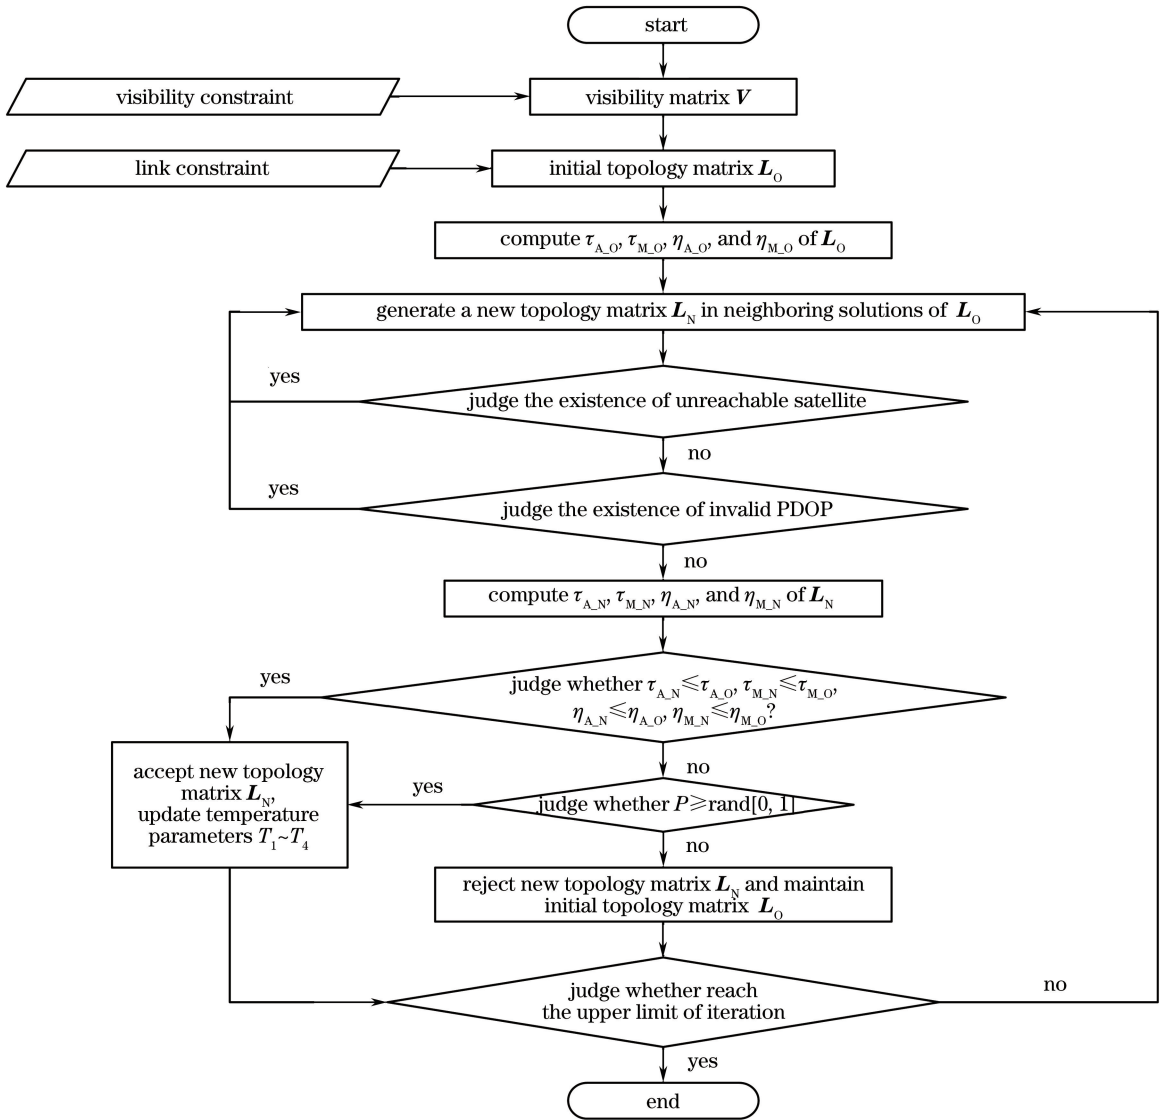 start
visibility constraint
visibility matrix V
link constraint
initial topology matrix L_O
compute τ_A_O, τ_M_O, η_A_O, and η_M_O of L_O
generate a new topology matrix L_N in neighboring solutions of L_O
yes
judge the existence of unreachable satellite
no
yes
judge the existence of invalid PDOP
no
compute τ_A_N, τ_M_N, η_A_N, and η_M_N of L_N
yes
judge whether τ_A_N⩽τ_A_O, τ_M_N⩽τ_M_O,
η_A_N⩽η_A_O, η_M_N⩽η_M_O?
no
accept new topology
matrix L_N,
update temperature
parameters T_1~T_4
yes
judge whether P⩾rand[0, 1]
no
reject new topology matrix L_N and maintain
initial topology matrix L_O
judge whether reach
the upper limit of iteration
no
yes
end